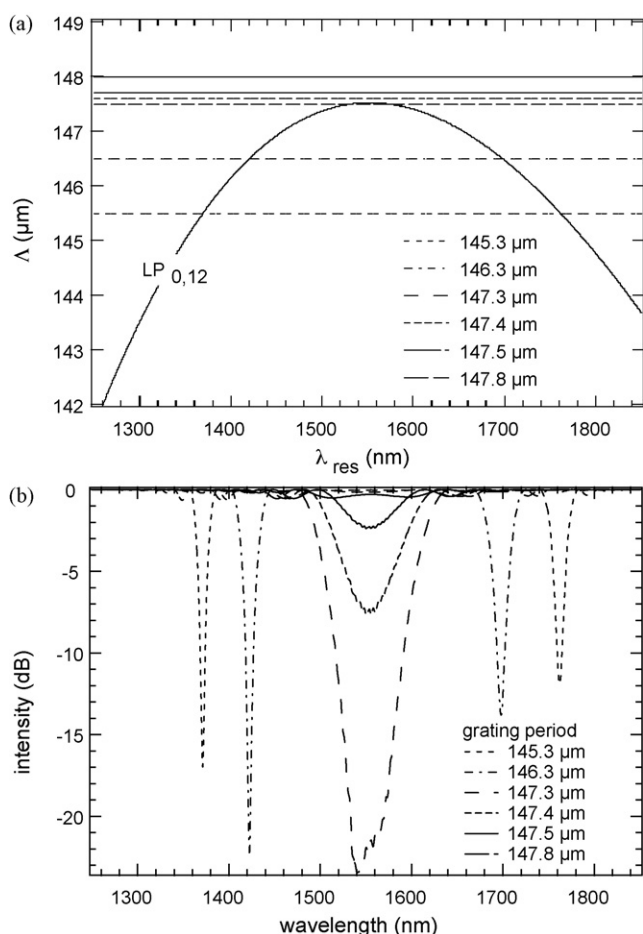 (a)
149
148
147
146
145
144
143
142
Λ (µm)
LP 0,12
145.3 µm
146.3 µm
147.3 µm
147.4 µm
147.5 µm
147.8 µm
1300 1400 1500 1600 1700 1800
λ res (nm)
(b)
0
-5
-10
-15
-20
intensity (dB)
grating period
145.3 µm
146.3 µm
147.3 µm
147.4 µm
147.5 µm
147.8 µm
1300 1400 1500 1600 1700 1800
wavelength (nm)